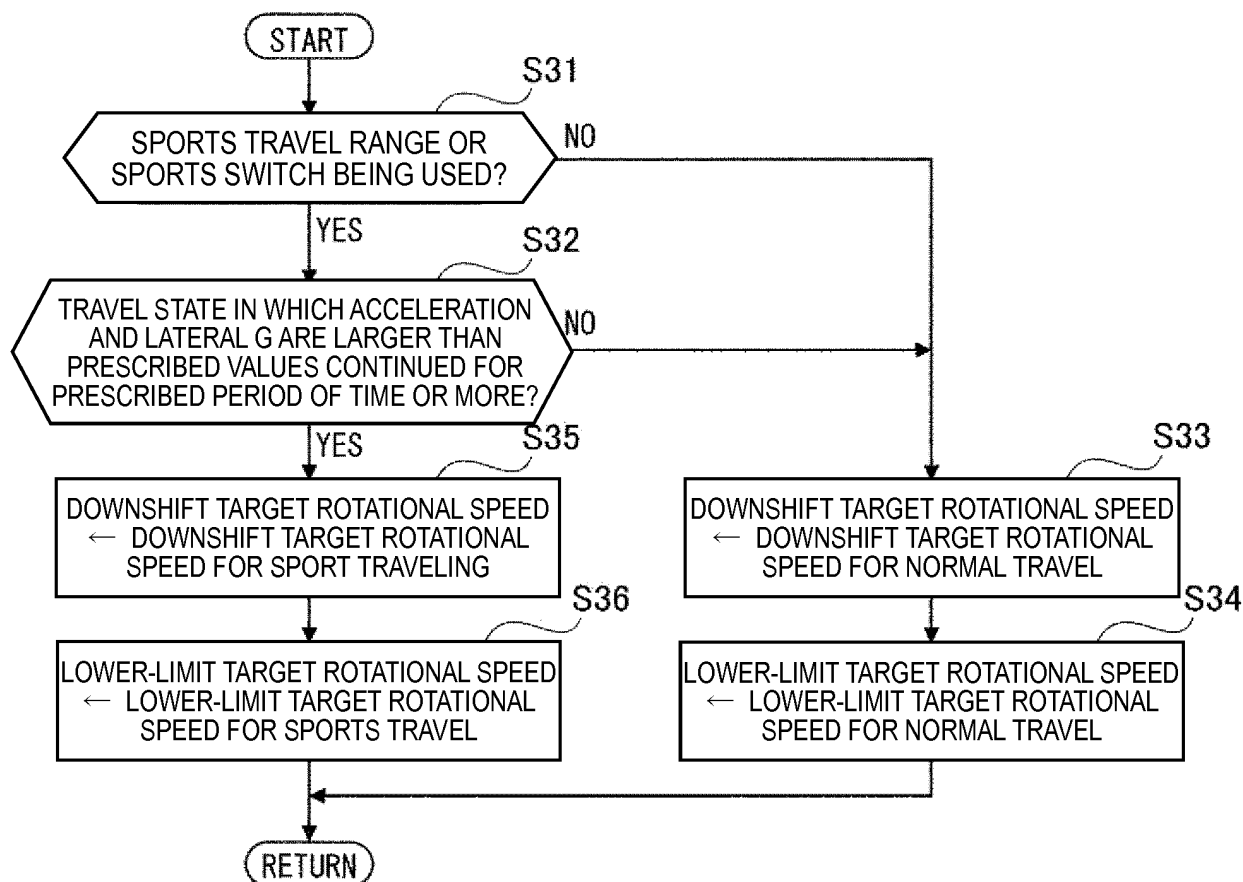 START
S31
SPORTS TRAVEL RANGE OR
SPORTS SWITCH BEING USED?
NO
YES
S32
TRAVEL STATE IN WHICH ACCELERATION
AND LATERAL G ARE LARGER THAN
PRESCRIBED VALUES CONTINUED FOR
PRESCRIBED PERIOD OF TIME OR MORE?
NO
YES
S35
DOWNSHIFT TARGET ROTATIONAL SPEED
← DOWNSHIFT TARGET ROTATIONAL
SPEED FOR SPORT TRAVELING
S33
DOWNSHIFT TARGET ROTATIONAL SPEED
← DOWNSHIFT TARGET ROTATIONAL
SPEED FOR NORMAL TRAVEL
S36
LOWER-LIMIT TARGET ROTATIONAL SPEED
← LOWER-LIMIT TARGET ROTATIONAL
SPEED FOR SPORTS TRAVEL
S34
LOWER-LIMIT TARGET ROTATIONAL SPEED
← LOWER-LIMIT TARGET ROTATIONAL
SPEED FOR NORMAL TRAVEL
RETURN